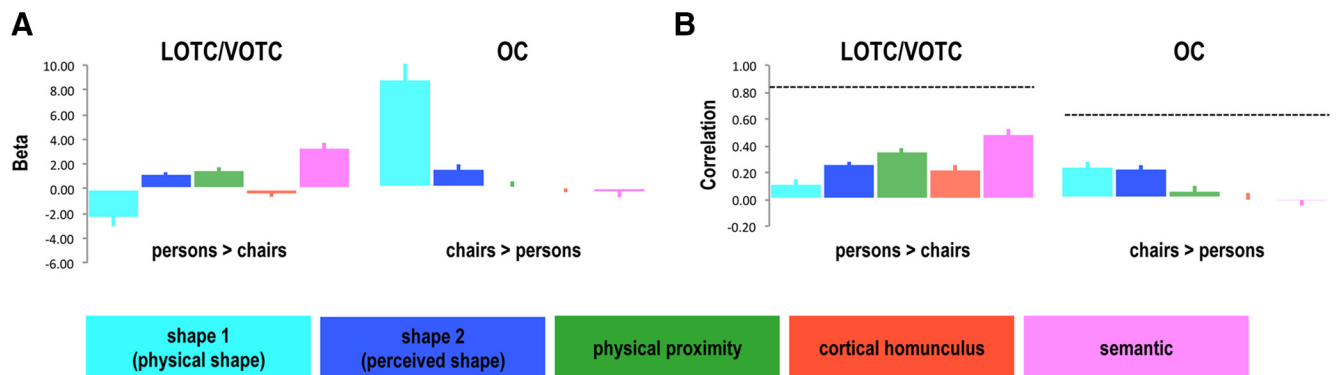 A
B
LOTC/VOTC
OC
LOTC/VOTC
OC
Beta
10.00
8.00
6.00
4.00
2.00
0.00
-2.00
-4.00
-6.00
persons > chairs
chairs > persons
Correlation
1.00
0.80
0.60
0.40
0.20
0.00
-0.20
persons > chairs
chairs > persons
shape 1
(physical shape)
shape 2
(perceived shape)
physical proximity
cortical homunculus
semantic